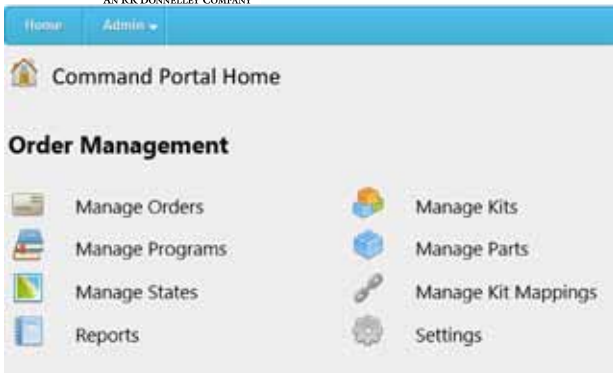 AN RR DONNELLEY COMPANY
Home Admin
Command Portal Home
Order Management
Manage Orders Manage Kits
Manage Programs Manage Parts
Manage States Manage Kit Mappings
Reports Settings